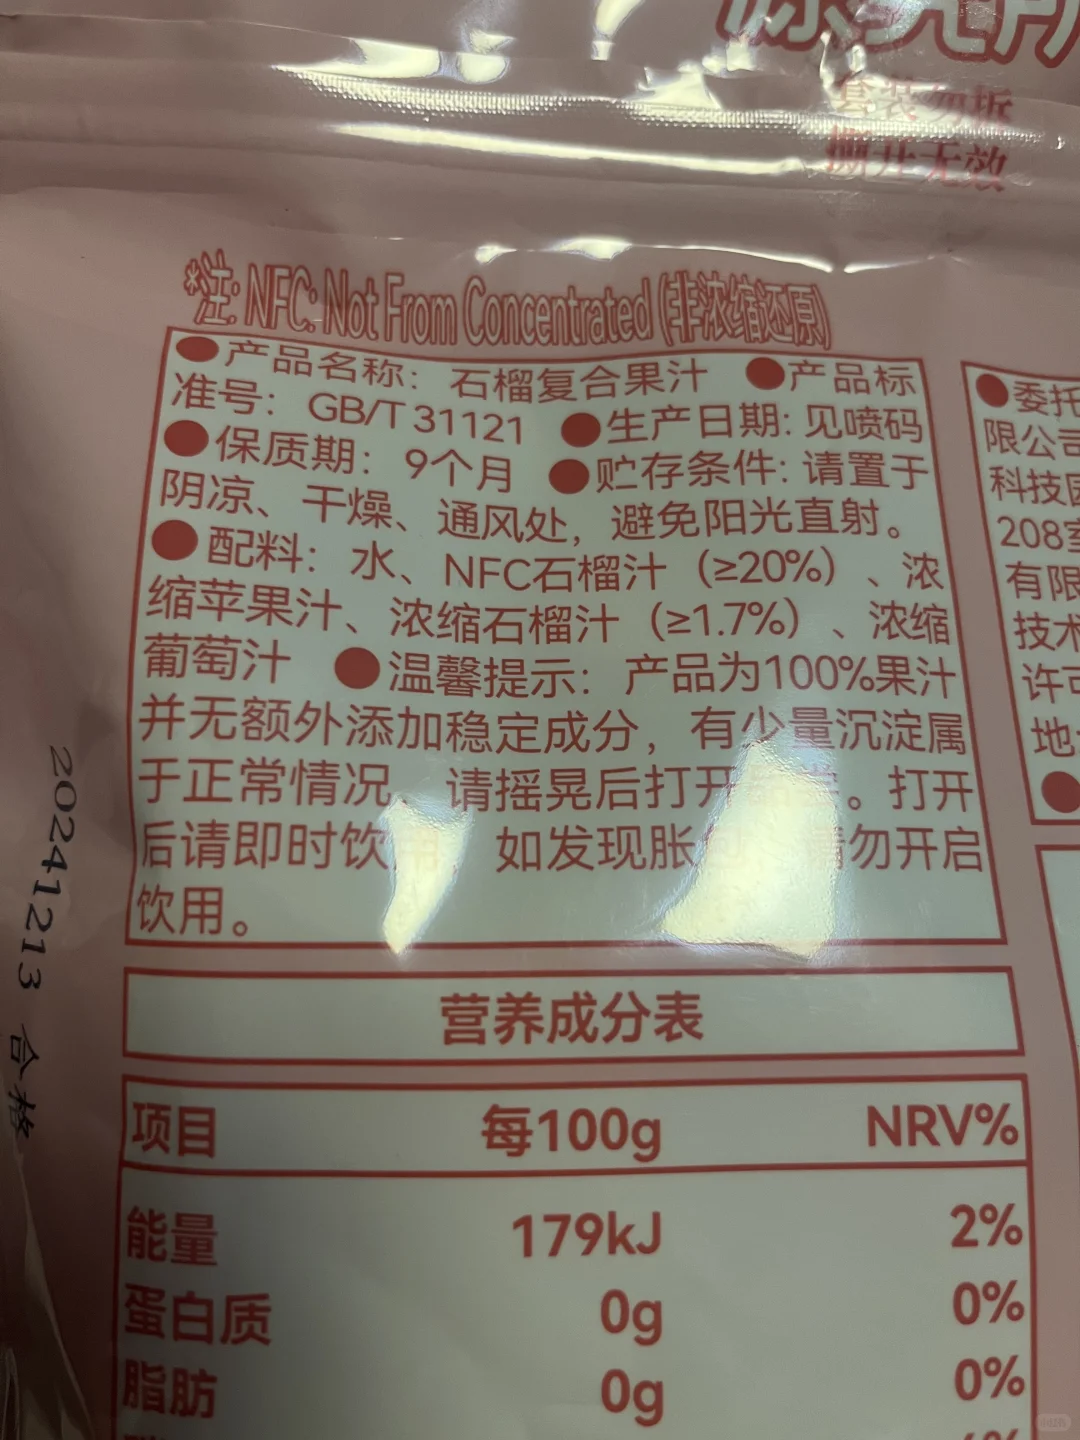 套装勿拆
撕开无效
*注: NFC: Not From Concentrated (非浓缩还原)
●产品名称：石榴复合果汁 ●产品标
准号：GB/T 31121 ●生产日期: 见喷码
●保质期：9个月 ●贮存条件: 请置于
阴凉、干燥、通风处，避免阳光直射。
●配料：水、NFC石榴汁（≥20%）、浓
缩苹果汁、浓缩石榴汁（≥1.7%）、浓缩
葡萄汁 ●温馨提示：产品为100%果汁
并无额外添加稳定成分，有少量沉淀属
于正常情况，请摇晃后打开。打开
后请即时饮用，如发现胀 请勿开启
饮用。
营养成分表
项目 每100g NRV%
能量 179kJ 2%
蛋白质 0g 0%
脂肪 0g 0%
●委托
限公司
科技园
208室
有限
技术
许可
地
●
20241213 合格